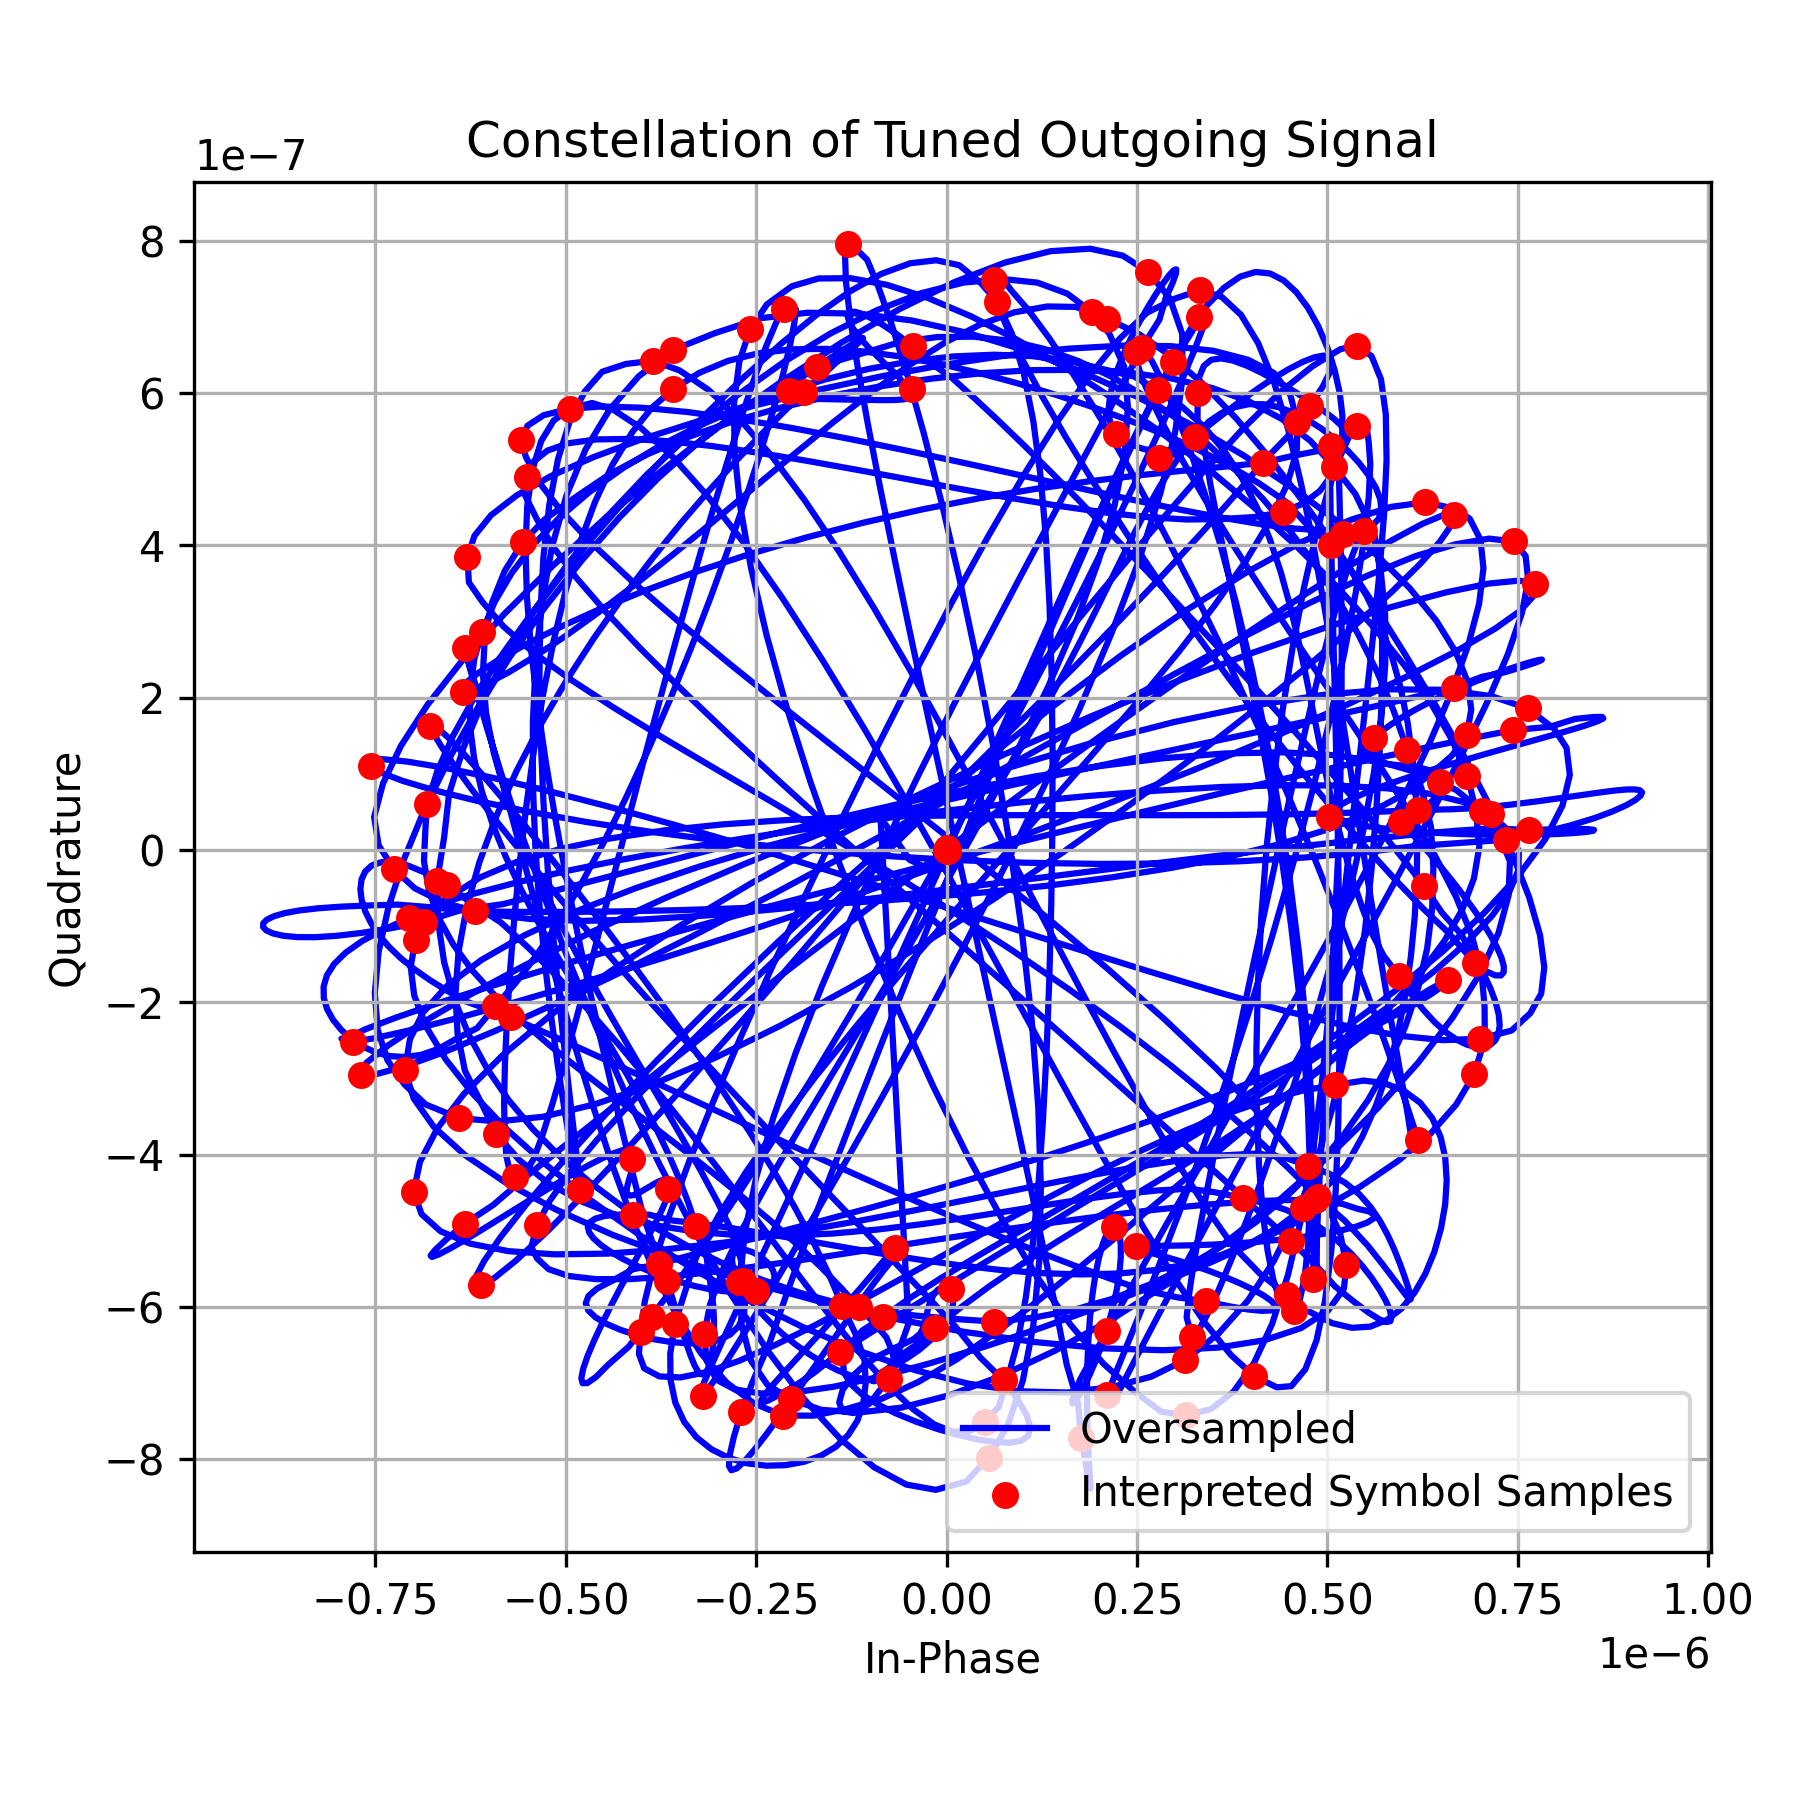 Constellation of Tuned Outgoing Signal
1e−7
8
6
4
2
0
−2
−4
−6
−8
Quadrature
Oversampled
Interpreted Symbol Samples
−0.75 −0.50 −0.25 0.00 0.25 0.50 0.75 1.00
In-Phase
1e−6